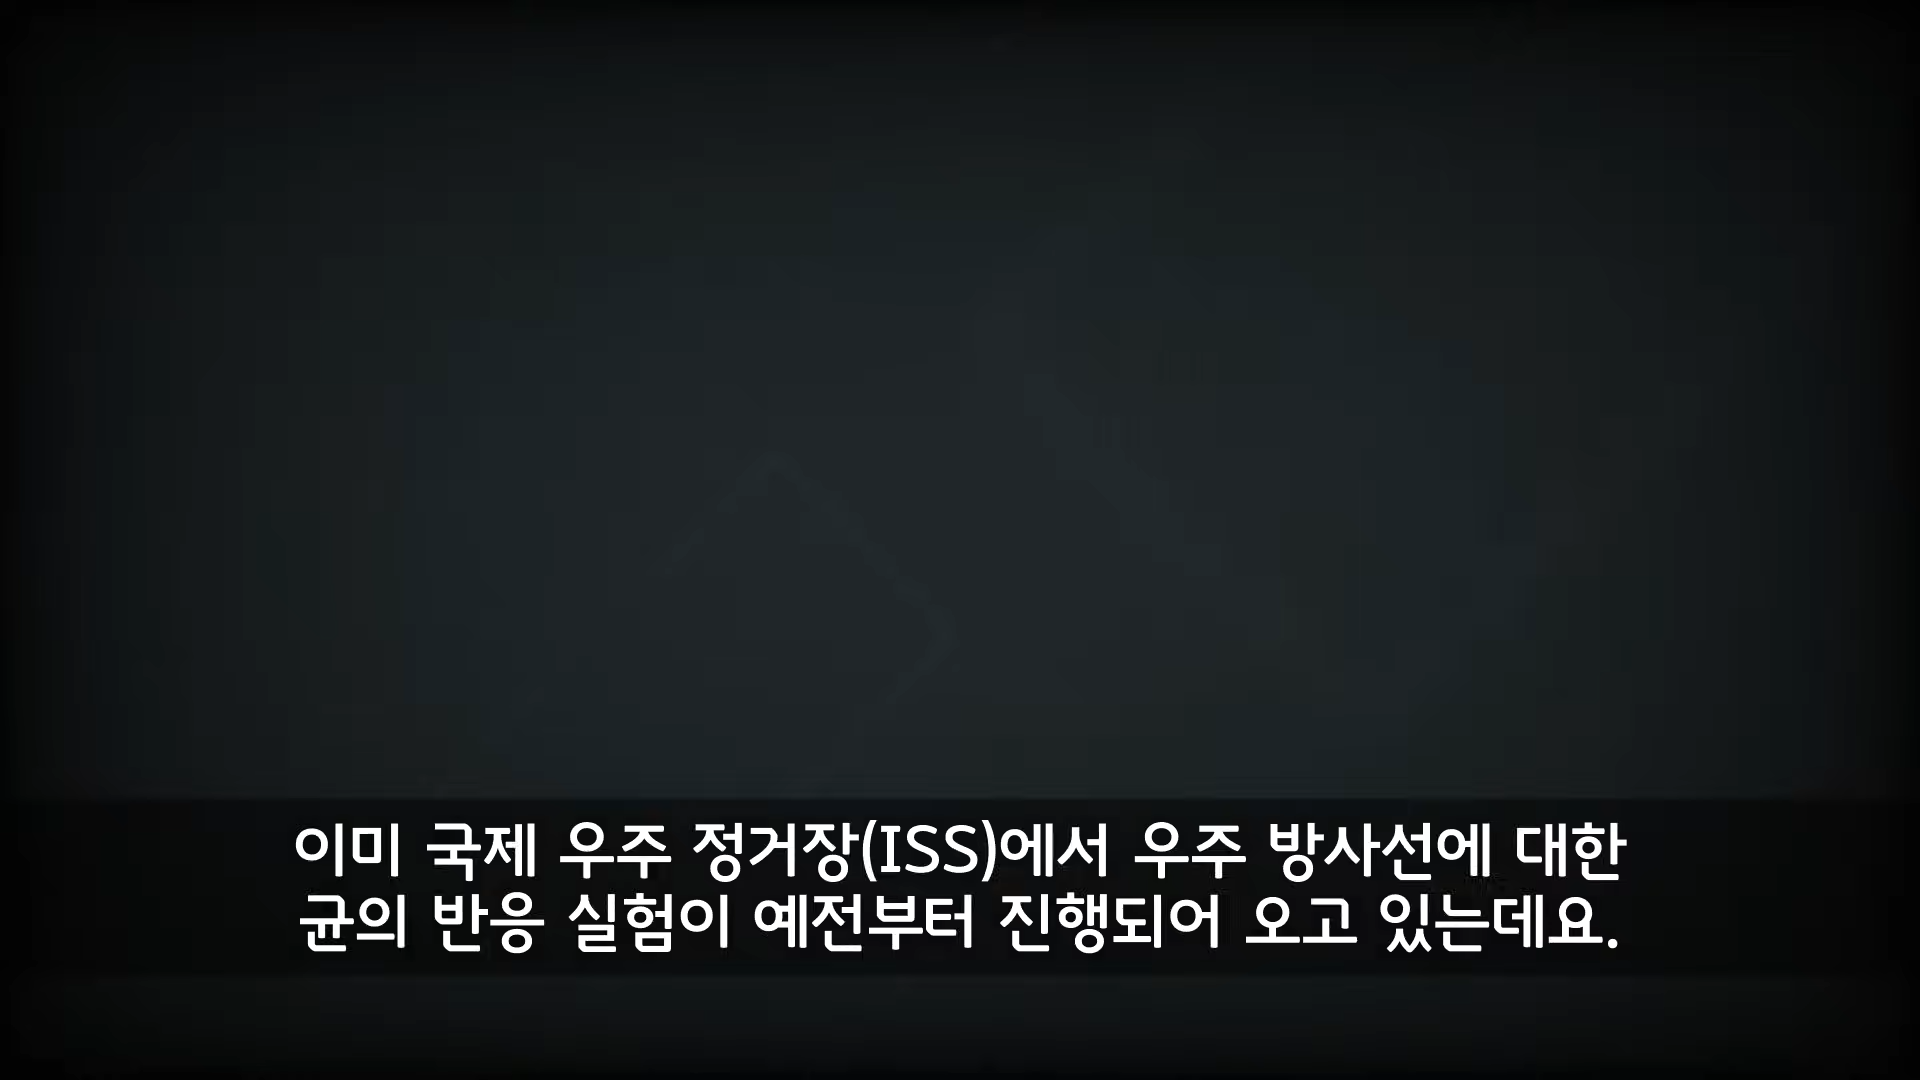 이미 국제 우주 정거장(ISS)에서 우주 방사선에 대한
균의 반응 실험이 예전부터 진행되어 오고 있는데요.